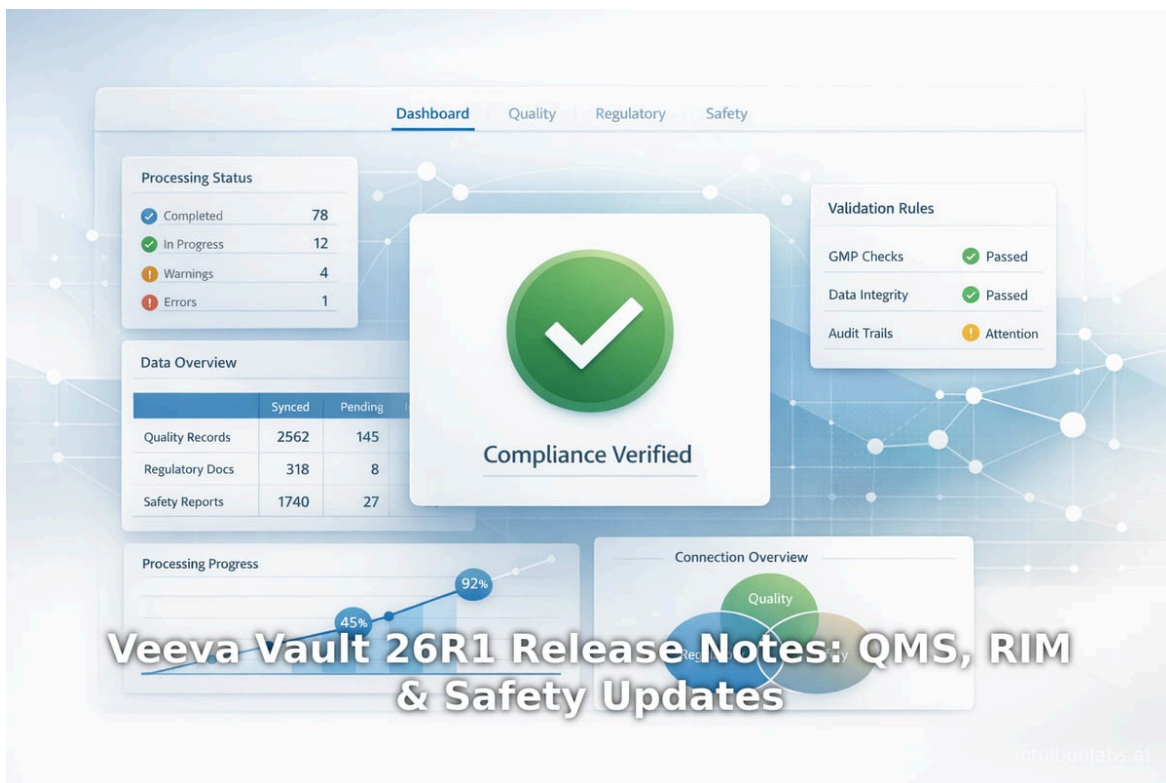 Dashboard Quality Regulatory Safety
Processing Status
Completed 78
In Progress 12
Warnings 4
Errors 1
Compliance Verified
Validation Rules
GMP Checks Passed
Data Integrity Passed
Audit Trails Attention
Data Overview
Synced Pending
Quality Records 2562 145
Regulatory Docs 318 8
Safety Reports 1740 27
Processing Progress
92%
45%
Connection Overview
Quality
Veeva Vault 26R1 Release Notes: QMS, RIM
& Safety Updates
intuitionlabs.ai